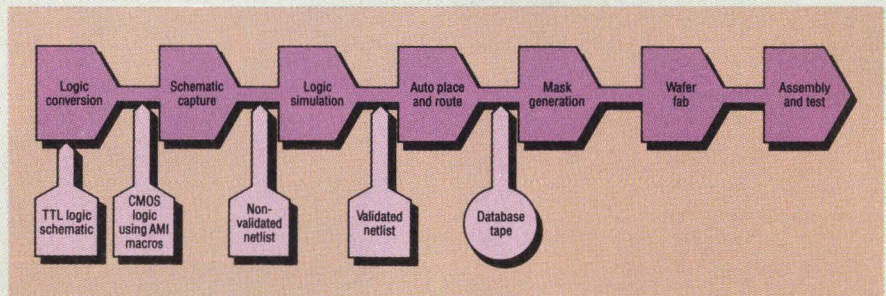 Logic
conversion
Schematic
capture
Logic
simulation
Auto place
and route
Mask
generation
Wafer
fab
Assembly
and test
TTL logic
schematic
CMOS
logic
using AMI
macros
Non-
validated
netlist
Validated
netlist
Database
tape